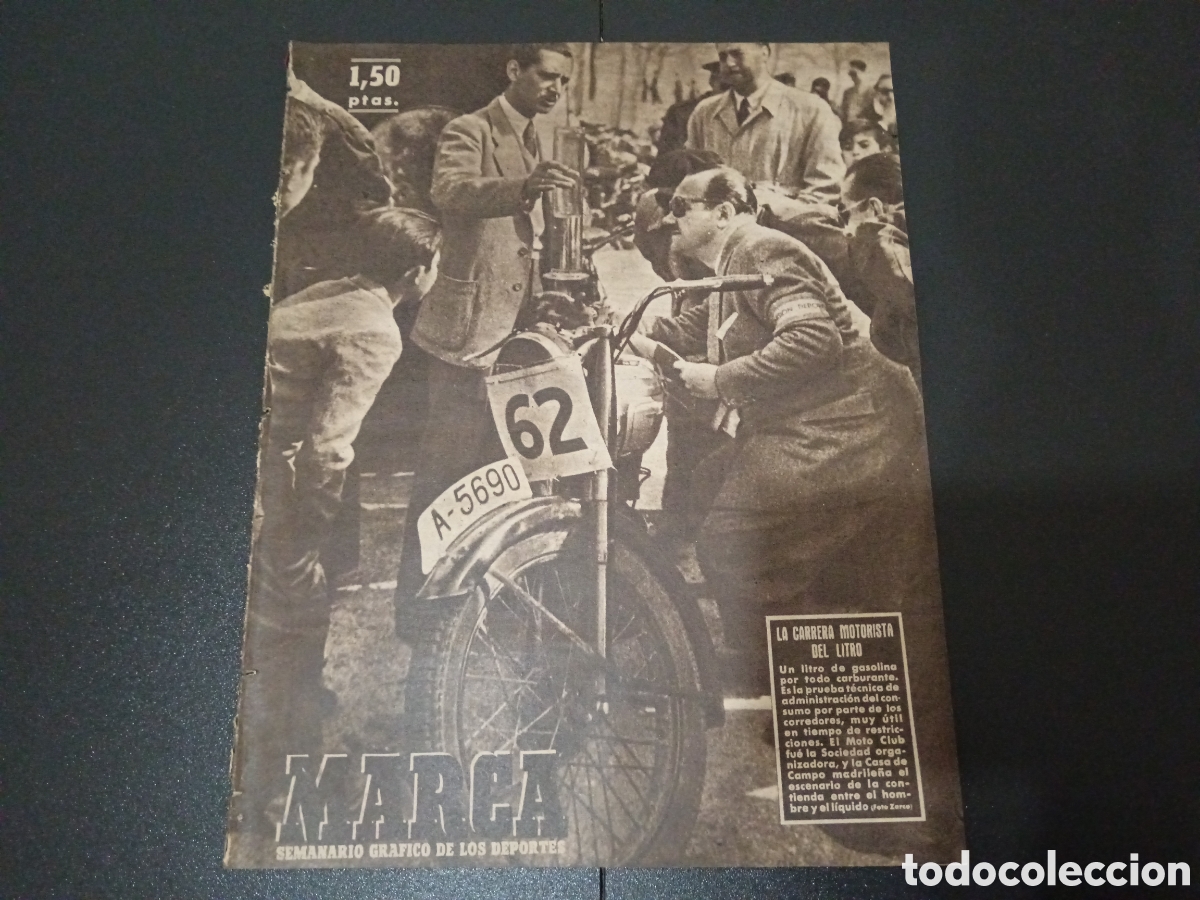 1,50
ptas.
62
A-5690
LA CARRERA MOTORISTA
DEL LITRO
Un litro de gasolina
por todo carburante.
Es la prueba técnica de
administración del con-
sumo por parte de los
corredores, muy útil
en tiempo de restric-
ciones. El Moto Club
fué la Sociedad orga-
nizadora, y la Casa de
Campo madrileña el
escenario de la con-
tienda entre el hom-
bre y el líquido (Foto Zarco)
MARCA
SEMANARIO GRAFICO DE LOS DEPORTES
todocoleccion